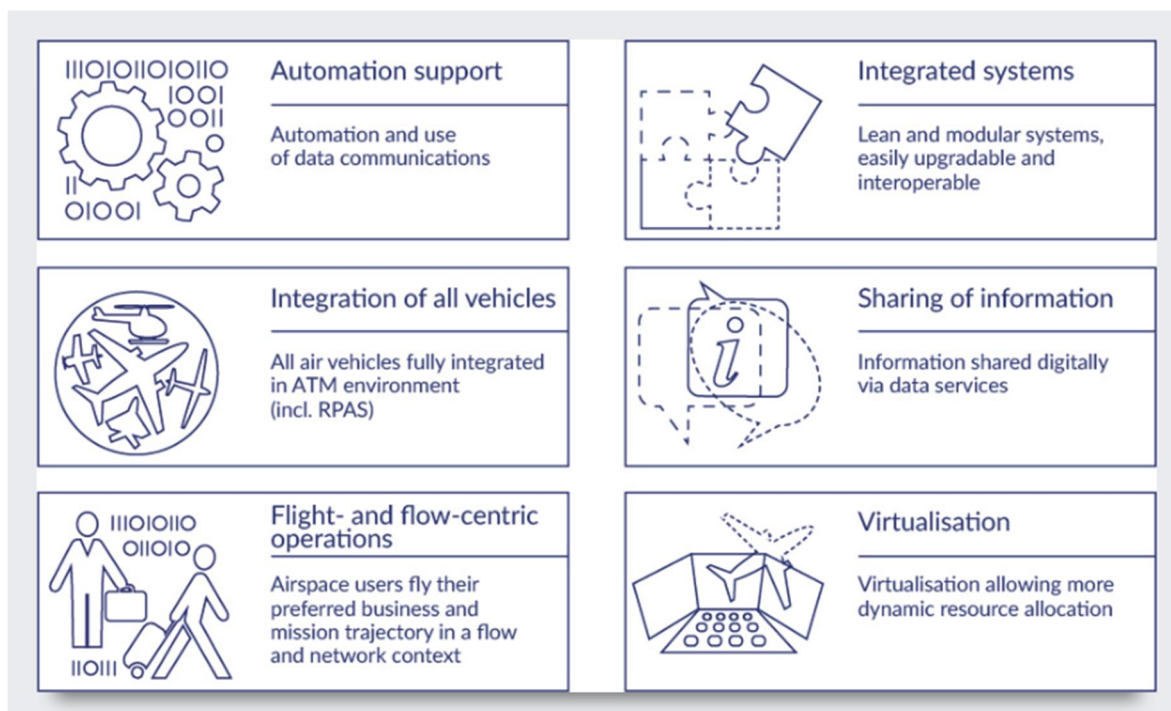 IIIOIOIIOIOIIO
IOOI
OOII
II
OIOOI
Automation support
Automation and use
of data communications
Integrated systems
Lean and modular systems,
easily upgradable and
interoperable
Integration of all vehicles
All air vehicles fully integrated
in ATM environment
(incl. RPAS)
i
Sharing of information
Information shared digitally
via data services
IIIOIOIIO
OIIOIO
IIOIII
Flight- and flow-centric
operations
Airspace users fly their
preferred business and
mission trajectory in a flow
and network context
Virtualisation
Virtualisation allowing more
dynamic resource allocation